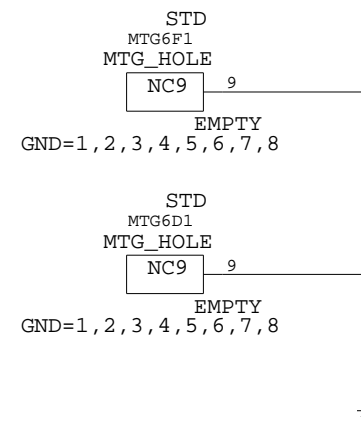 STD
MTG6F1
MTG_HOLE
NC9 9
EMPTY
GND=1,2,3,4,5,6,7,8
STD
MTG6D1
MTG_HOLE
NC9 9
EMPTY
GND=1,2,3,4,5,6,7,8